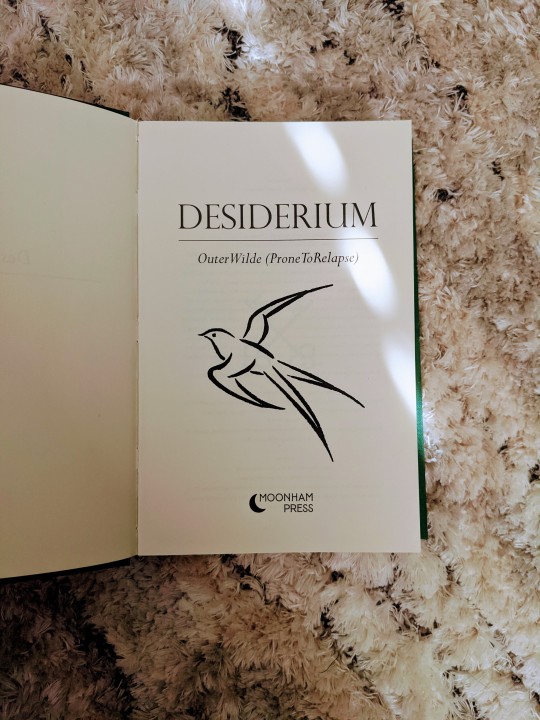 DESIDERIUM
OuterWilde (ProneToRelapse)
MOONHAM
PRESS